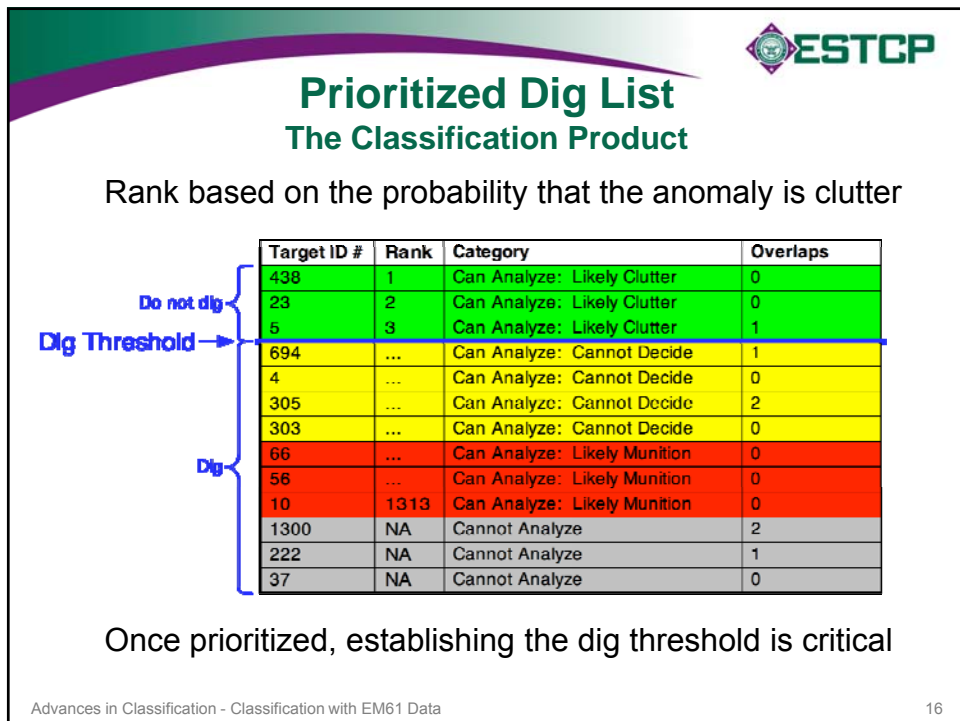 ESTCP
Prioritized Dig List
The Classification Product
Rank based on the probability that the anomaly is clutter
Target ID # Rank Category Overlaps
438 1 Can Analyze: Likely Clutter 0
Do not dig
23 2 Can Analyze: Likely Clutter 0
5 3 Can Analyze: Likely Clutter 1
Dig Threshold
694 ... Can Analyze: Cannot Decide 1
4 ... Can Analyze: Cannot Decide 0
305 ... Can Analyze: Cannot Decide 2
303 ... Can Analyze: Cannot Decide 0
66 ... Can Analyze: Likely Munition 0
Dig
56 ... Can Analyze: Likely Munition 0
10 1313 Can Analyze: Likely Munition 0
1300 NA Cannot Analyze 2
222 NA Cannot Analyze 1
37 NA Cannot Analyze 0
Once prioritized, establishing the dig threshold is critical
Advances in Classification - Classification with EM61 Data 16